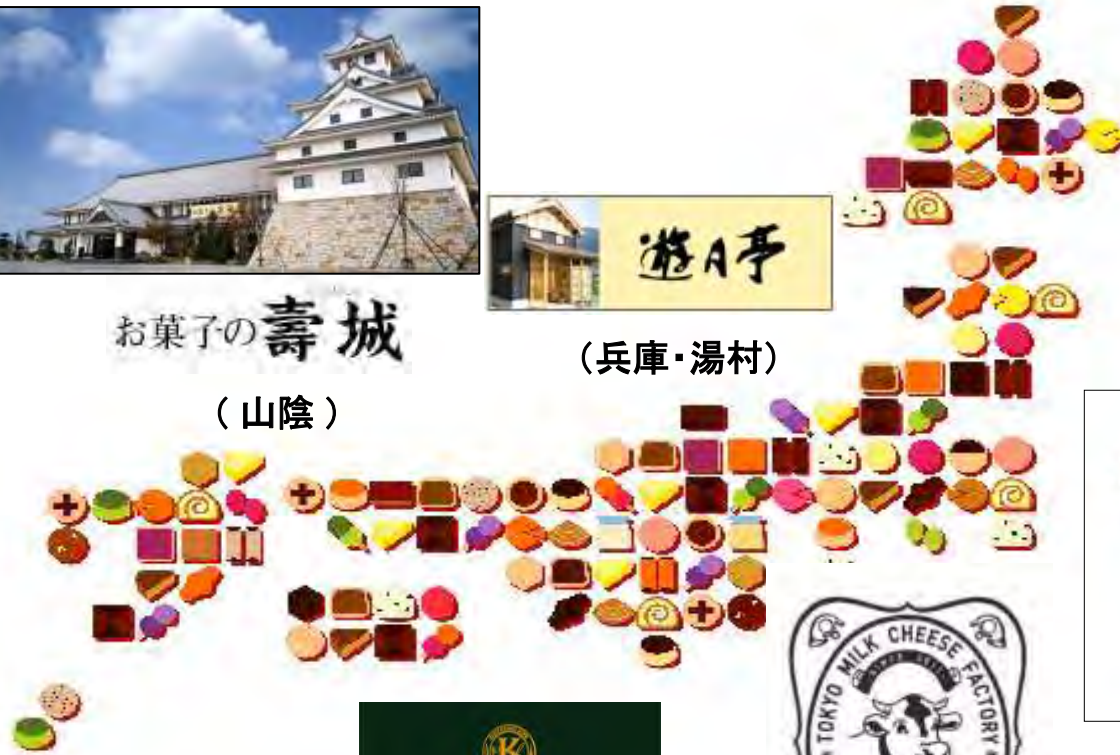 遊月亭
お菓子の壽城
（兵庫・湯村）
（ 山陰 ）
TOKYO MILK CHEESE FACTORY
K